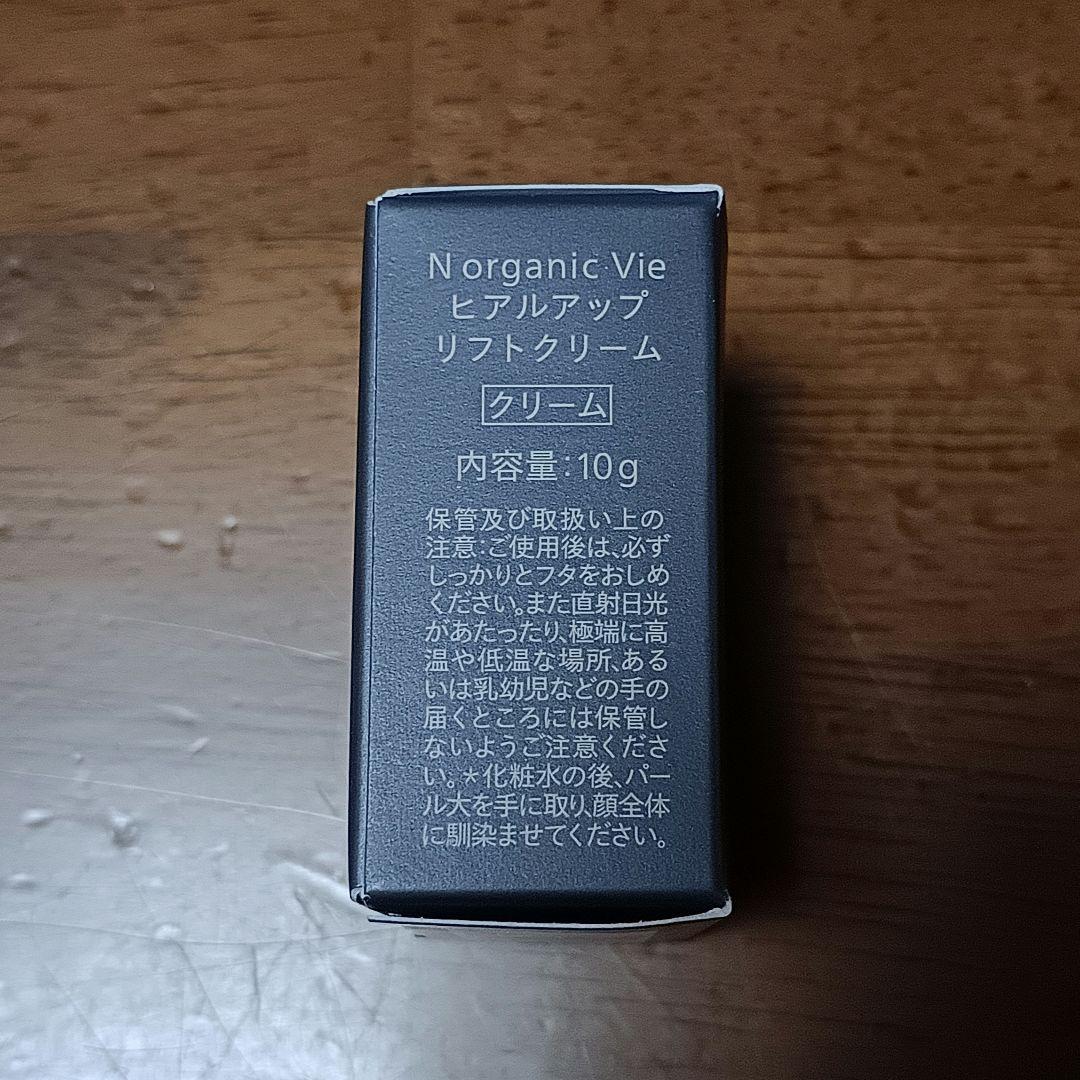 N organic Vie
ヒアルアップ
リフトクリーム
クリーム
内容量：10g
保管及び取扱い上の
注意：ご使用後は、必ず
しっかりとフタをおしめ
ください。また直射日光
があたったり、極端に高
温や低温な場所、ある
いは乳幼児などの手の
届くところには保管し
ないようご注意くださ
い。＊化粧水の後、パー
ル大を手に取り、顔全体
に馴染ませてください。